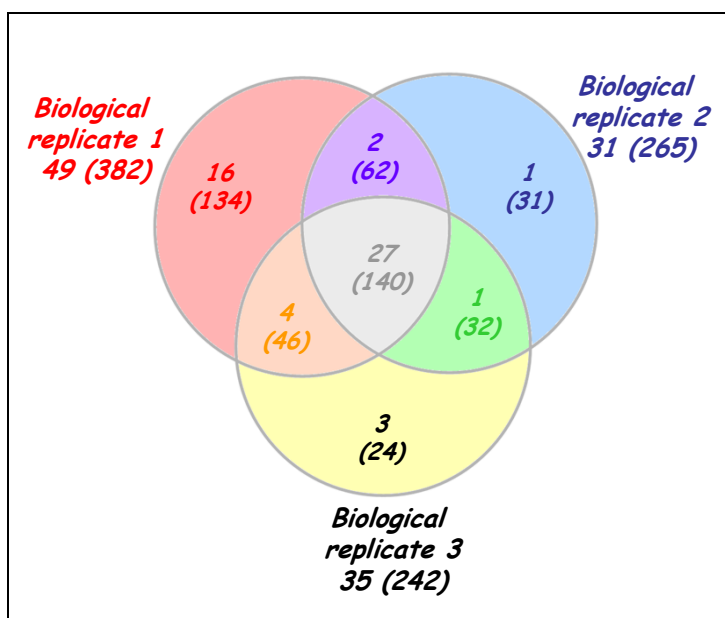 Biological
replicate 1
49 (382)
Biological
replicate 2
31 (265)
16
(134)
2
(62)
1
(31)
27
(140)
4
(46)
1
(32)
3
(24)
Biological
replicate 3
35 (242)